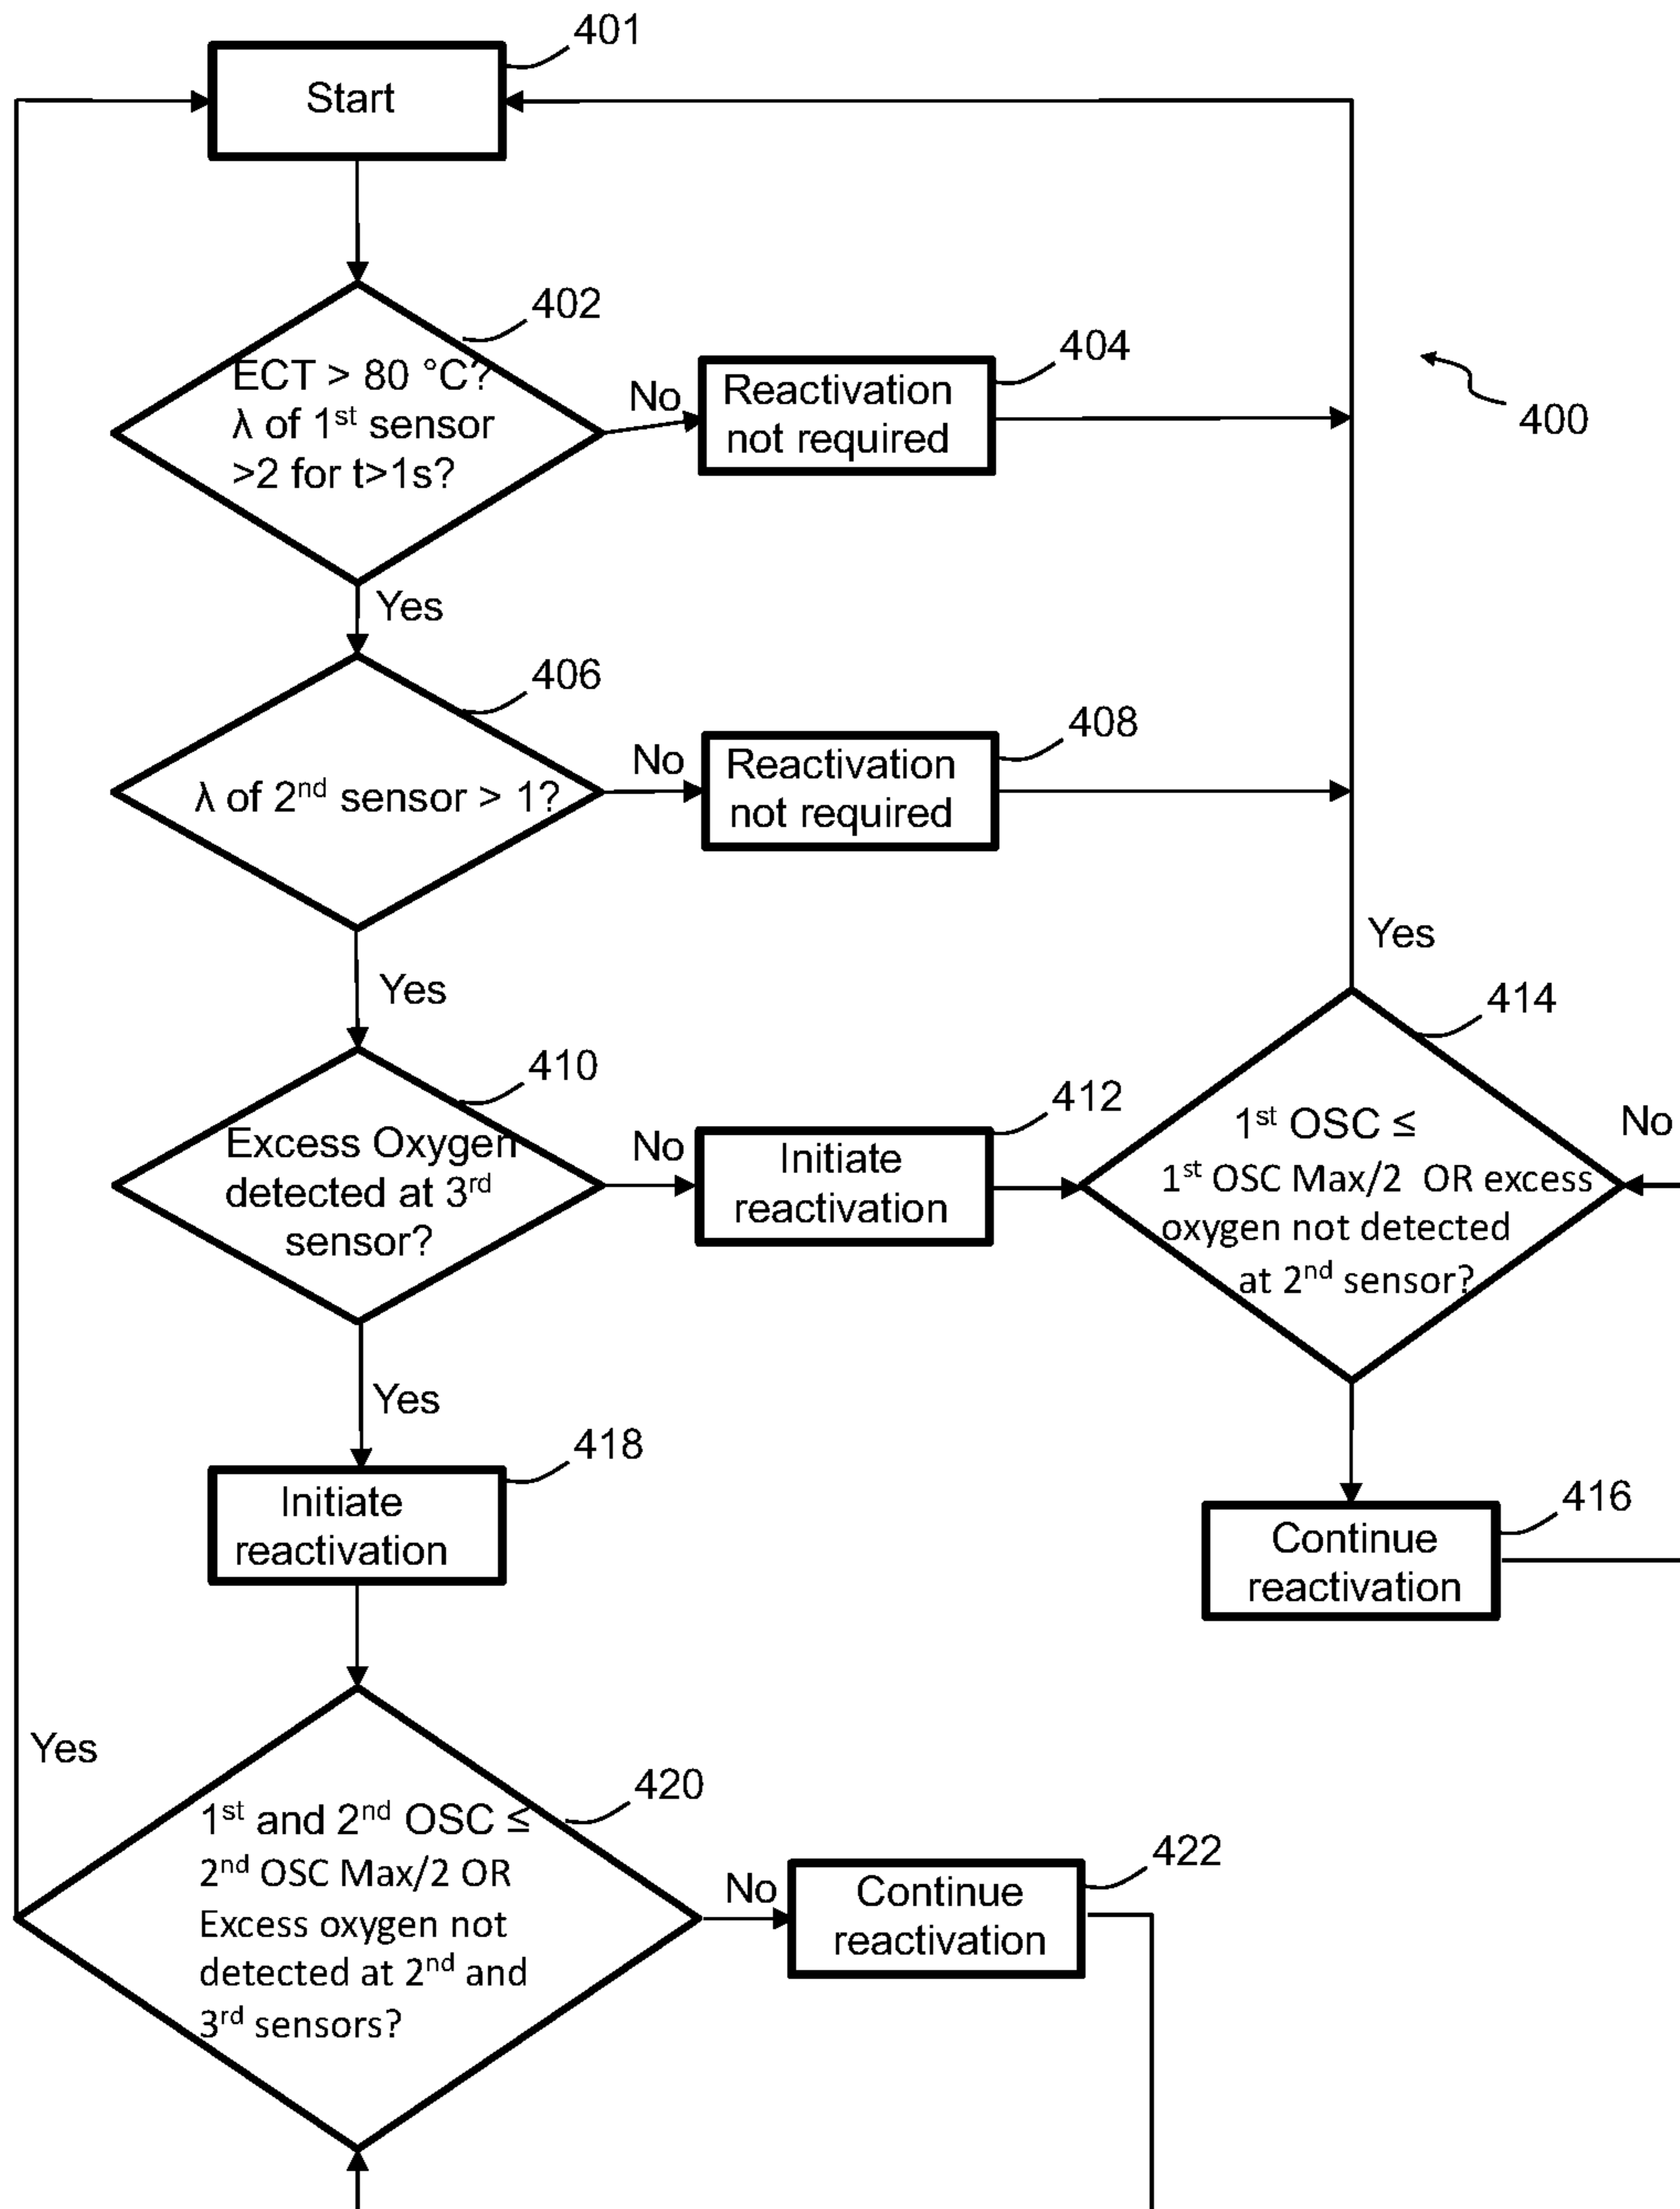 401
Start
402
ECT > 80 °C?
λ of 1st sensor
>2 for t>1s?
No
404
Reactivation
not required
400
Yes
406
λ of 2nd sensor > 1?
No
408
Reactivation
not required
Yes
Yes
410
Excess Oxygen
detected at 3rd
sensor?
No
412
Initiate
reactivation
414
1st OSC ≤
1st OSC Max/2 OR excess
oxygen not detected
at 2nd sensor?
No
Yes
418
Initiate
reactivation
416
Continue
reactivation
Yes
420
1st and 2nd OSC ≤
2nd OSC Max/2 OR
Excess oxygen not
detected at 2nd and
3rd sensors?
No
422
Continue
reactivation